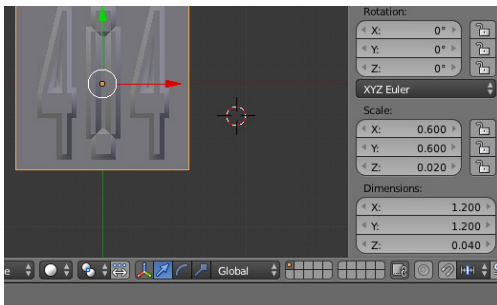 Rotation:
X: 0°
Y: 0°
Z: 0°
XYZ Euler
Scale:
X: 0.600
Y: 0.600
Z: 0.020
Dimensions:
X: 1.200
Y: 1.200
Z: 0.040
e Global